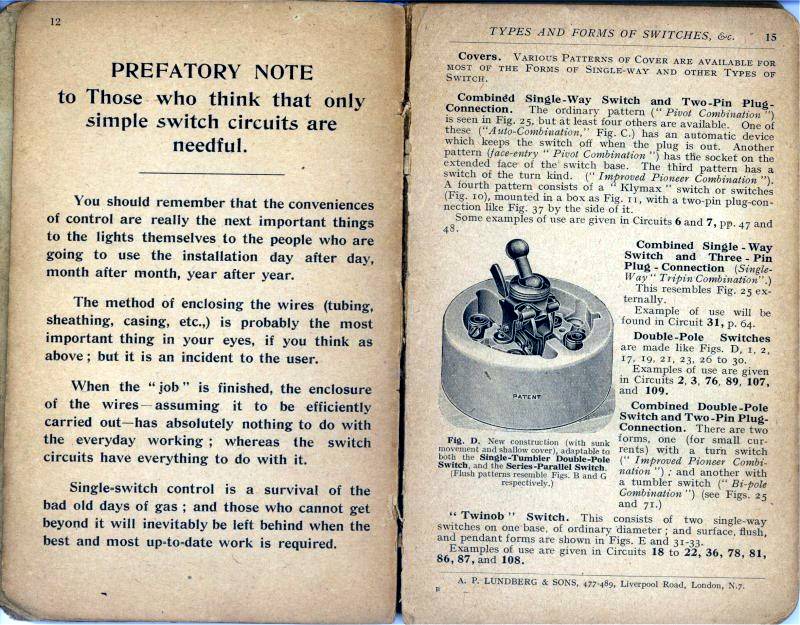 12
PREFATORY NOTE
to Those who think that only
simple switch circuits are
needful.
You should remember that the conveniences
of control are really the next important things
to the lights themselves to the people who are
going to use the installation day after day,
month after month, year after year.
The method of enclosing the wires (tubing,
sheathing, casing, etc.,) is probably the most
important thing in your eyes, if you think as
above; but it is an incident to the user.
When the "job" is finished, the enclosure
of the wires—assuming it to be efficiently
carried out—has absolutely nothing to do with
the everyday working; whereas the switch
circuits have everything to do with it.
Single-switch control is a survival of the
bad old days of gas; and those who cannot get
beyond it will inevitably be left behind when the
best and most up-to-date work is required.
TYPES AND FORMS OF SWITCHES, &c. 15
Covers. VARIOUS PATTERNS OF COVER ARE AVAILABLE FOR
MOST OF THE FORMS OF SINGLE-WAY AND OTHER TYPES OF
SWITCH.
Combined Single-Way Switch and Two-Pin Plug-
Connection. The ordinary pattern ("Pivot Combination")
is seen in Fig. 25, but at least four others are available. One of
these ("Auto-Combination," Fig. C.) has an automatic device
which keeps the switch off when the plug is out. Another
pattern (face-entry "Pivot Combination") has the socket on the
extended face of the switch base. The third pattern has a
switch of the turn kind. ("Improved Pioneer Combination").
A fourth pattern consists of a "Klymax" switch or switches
(Fig. 10), mounted in a box as Fig. 11, with a two-pin plug-con-
nection like Fig. 37 by the side of it.
Some examples of use are given in Circuits 6 and 7, pp. 47 and
48.
PATENT
Fig. D. New construction (with sunk
movement and shallow cover), adaptable to
both the Single-Tumbler Double-Pole
Switch, and the Series-Parallel Switch.
(Flush patterns resemble Figs. B and G
respectively.)
Combined Single-Way
Switch and Three-Pin
Plug-Connection (Single-
Way "Tripin Combination".)
This resembles Fig. 25 ex-
ternally.
Example of use will be
found in Circuit 31, p. 64.
Double-Pole Switches
are made like Figs. D, 1, 2,
17, 19, 21, 23, 26 to 30.
Examples of use are given
in Circuits 2, 3, 76, 89, 107,
and 109.
Combined Double-Pole
Switch and Two-Pin Plug-
Connection. There are two
forms, one (for small cur-
rents) with a turn switch
("Improved Pioneer Combi-
nation"); and another with
a tumbler switch ("Bi-pole
Combination") (see Figs. 25
and 71.)
"Twinob" Switch. This consists of two single-way
switches on one base, of ordinary diameter; and surface, flush,
and pendant forms are shown in Figs. E and 31-33.
Examples of use are given in Circuits 18 to 22, 36, 78, 81,
86, 87, and 108.
A. P. LUNDBERG & SONS, 477-489, Liverpool Road, London, N.7.
B